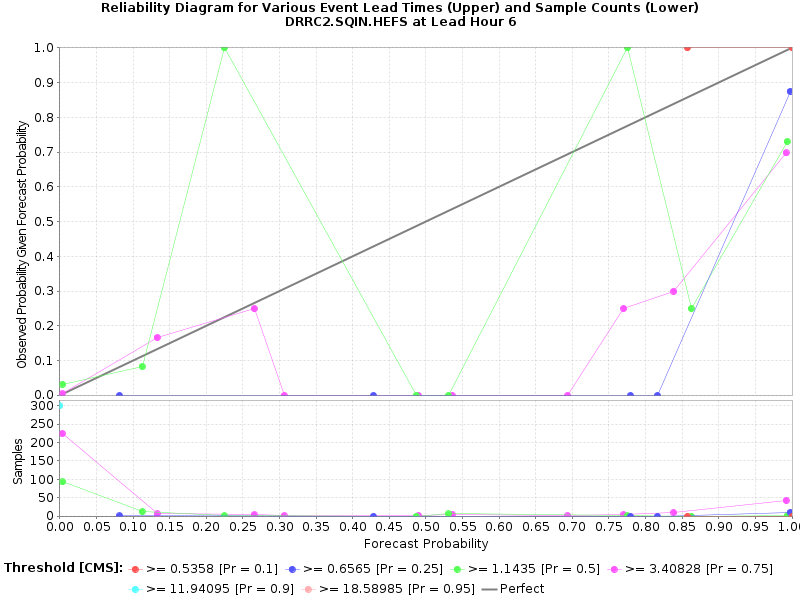 Reliability Diagram for Various Event Lead Times (Upper) and Sample Counts (Lower)
DRRC2.SQIN.HEFS at Lead Hour 6
Observed Probability Given Forecast Probability
1.0
0.9
0.8
0.7
0.6
0.5
0.4
0.3
0.2
0.1
0.0
Samples
300
250
200
150
100
50
0
0.00 0.05 0.10 0.15 0.20 0.25 0.30 0.35 0.40 0.45 0.50 0.55 0.60 0.65 0.70 0.75 0.80 0.85 0.90 0.95 1.0
Forecast Probability
Threshold [CMS]: >= 0.5358 [Pr = 0.1] >= 0.6565 [Pr = 0.25] >= 1.1435 [Pr = 0.5] >= 3.40828 [Pr = 0.75]
>= 11.94095 [Pr = 0.9] >= 18.58985 [Pr = 0.95] Perfect